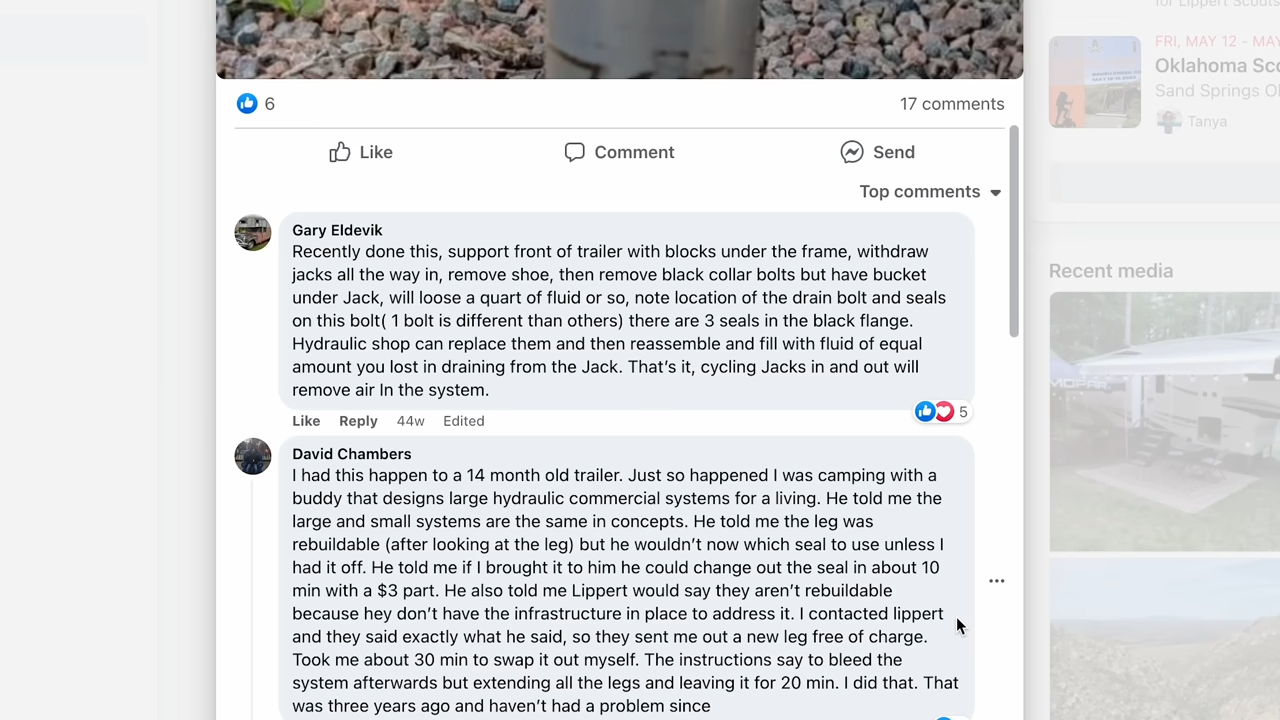 for Lippert Scouts
FRI, MAY 12 - MAY
Oklahoma Sco
Sand Springs Ol
Tanya
6
17 comments
Like
Comment
Send
Top comments
Gary Eldevik
Recently done this, support front of trailer with blocks under the frame, withdraw
jacks all the way in, remove shoe, then remove black collar bolts but have bucket
under Jack, will loose a quart of fluid or so, note location of the drain bolt and seals
on this bolt( 1 bolt is different than others) there are 3 seals in the black flange.
Hydraulic shop can replace them and then reassemble and fill with fluid of equal
amount you lost in draining from the Jack. That’s it, cycling Jacks in and out will
remove air In the system.
5
Like Reply 44w Edited
David Chambers
I had this happen to a 14 month old trailer. Just so happened I was camping with a
buddy that designs large hydraulic commercial systems for a living. He told me the
large and small systems are the same in concepts. He told me the leg was
rebuildable (after looking at the leg) but he wouldn’t now which seal to use unless I
had it off. He told me if I brought it to him he could change out the seal in about 10
min with a $3 part. He also told me Lippert would say they aren’t rebuildable
because hey don’t have the infrastructure in place to address it. I contacted lippert
and they said exactly what he said, so they sent me out a new leg free of charge.
Took me about 30 min to swap it out myself. The instructions say to bleed the
system afterwards but extending all the legs and leaving it for 20 min. I did that. That
was three years ago and haven’t had a problem since
Recent media
MOPAR